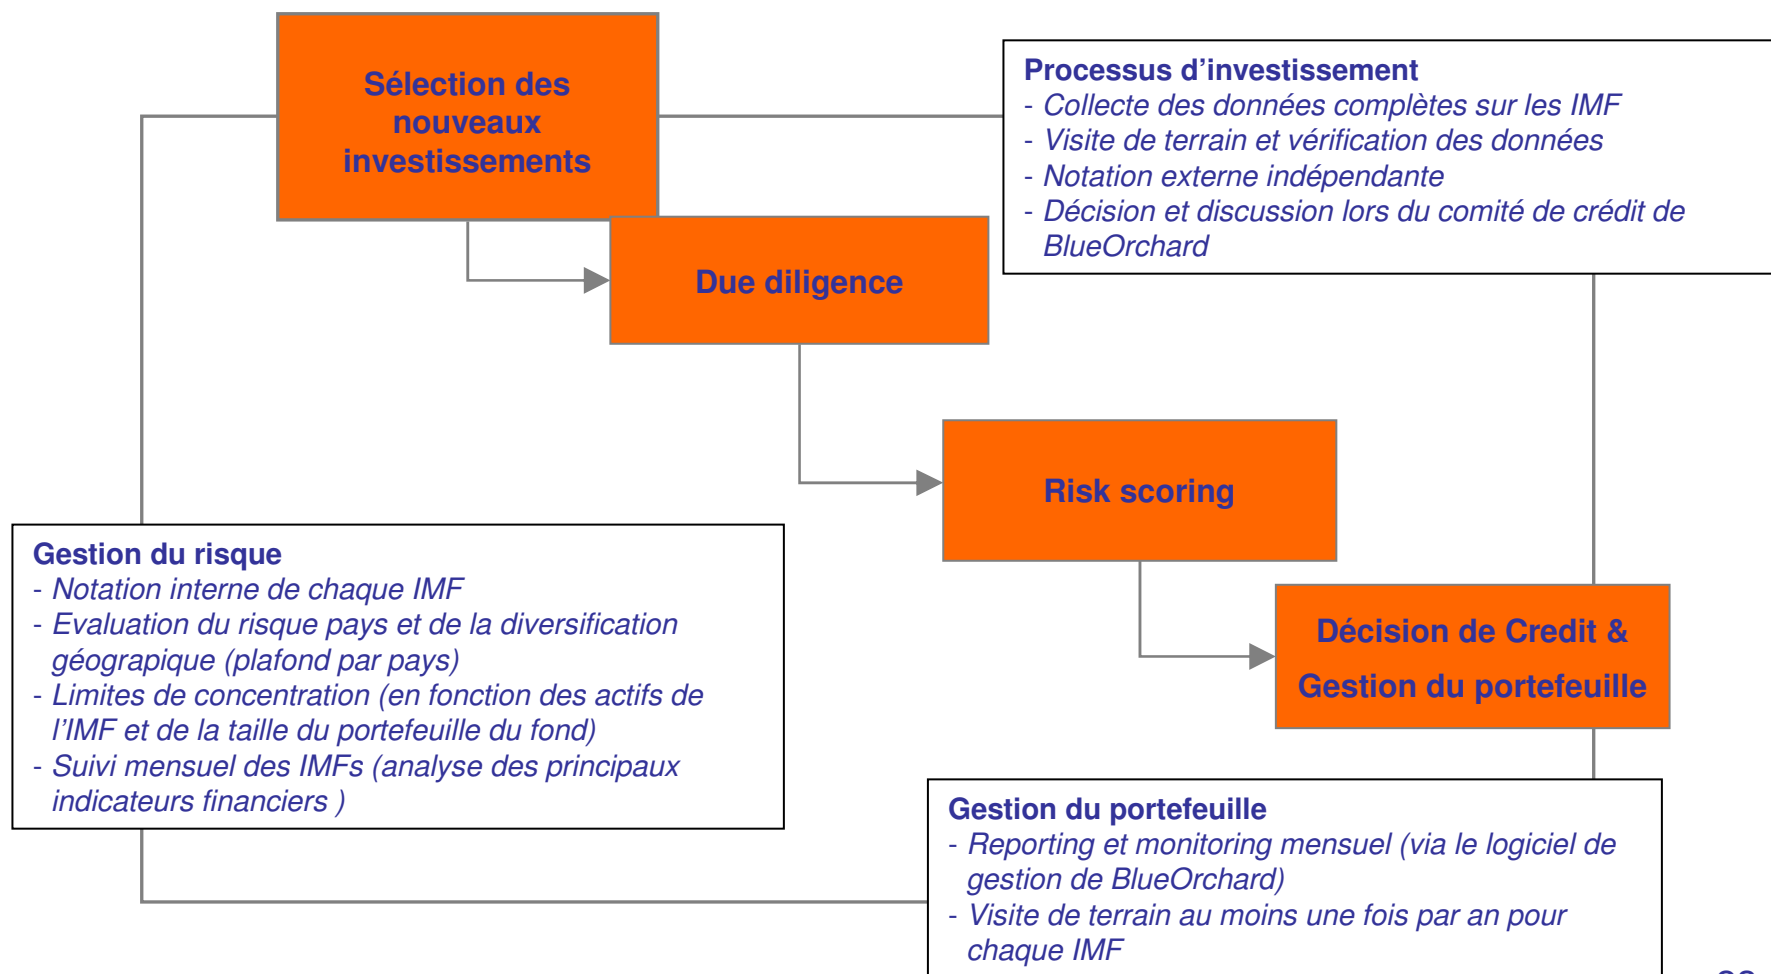 Sélection des
nouveaux
investissements
Processus d'investissement
- Collecte des données complètes sur les IMF
- Visite de terrain et vérification des données
- Notation externe indépendante
- Décision et discussion lors du comité de crédit de
BlueOrchard
Due diligence
Risk scoring
Gestion du risque
- Notation interne de chaque IMF
- Evaluation du risque pays et de la diversification
géograpique (plafond par pays)
- Limites de concentration (en fonction des actifs de
l'IMF et de la taille du portefeuille du fond)
- Suivi mensuel des IMFs (analyse des principaux
indicateurs financiers )
Décision de Credit &
Gestion du portefeuille
Gestion du portefeuille
- Reporting et monitoring mensuel (via le logiciel de
gestion de BlueOrchard)
- Visite de terrain au moins une fois par an pour
chaque IMF